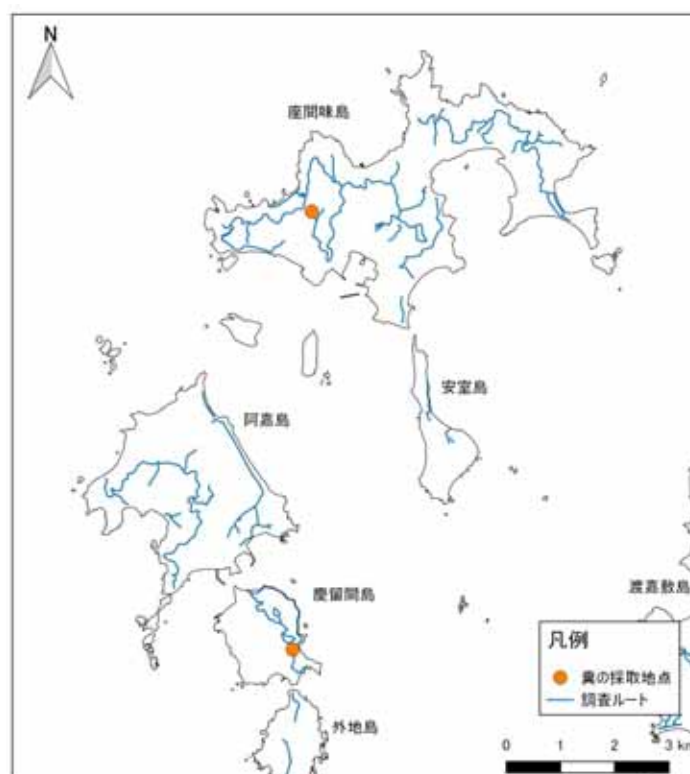 N
座間味島
安室島
阿嘉島
慶留間島
渡嘉敷島
凡例
糞の採取地点
調査ルート
外地島
0 1 2 3 km